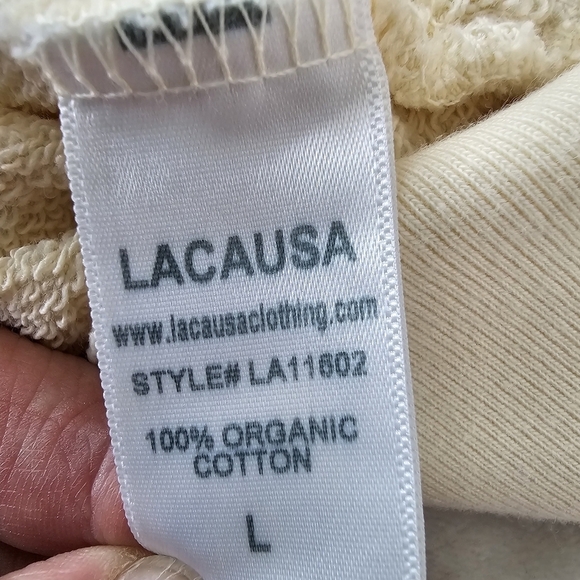 LACAUSA
www.lacausaclothing.com
STYLE# LA11602
100% ORGANIC
COTTON
L